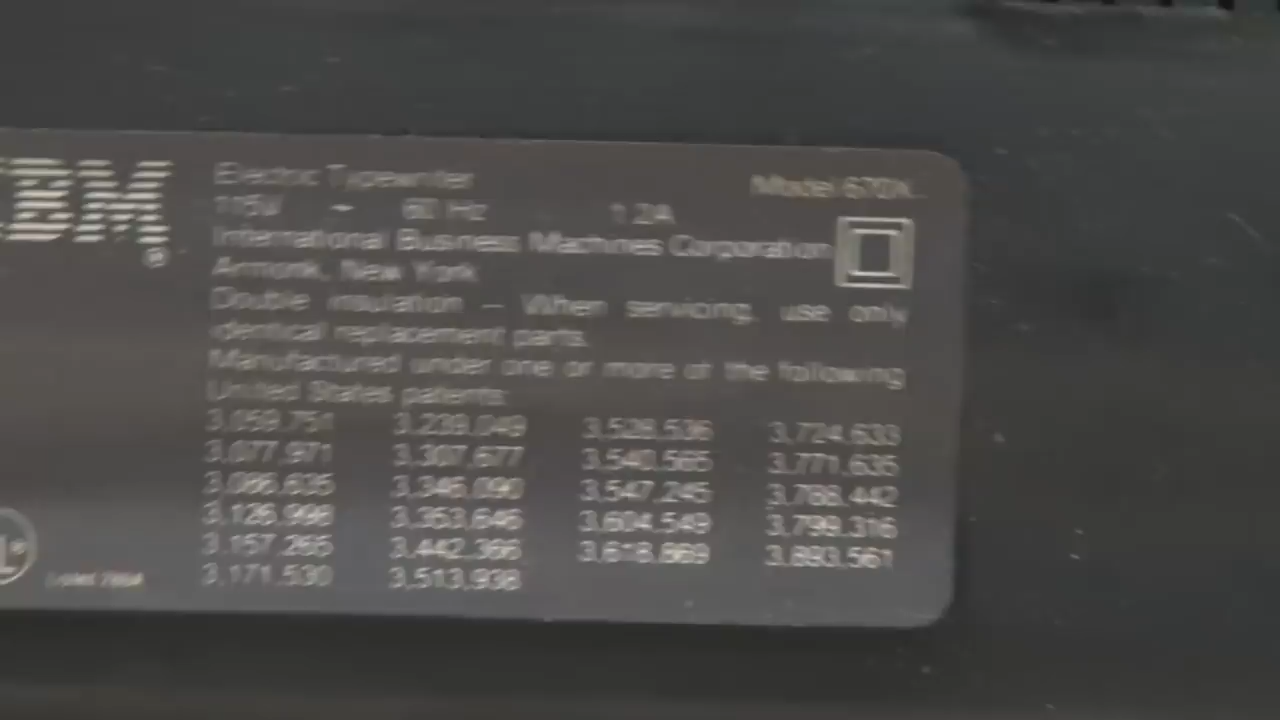 IBM®
Electric Typewriter Model 670X
115V ~ 60 Hz 1.2A
International Business Machines Corporation
Armonk, New York
Double insulation – When servicing, use only
identical replacement parts.
Manufactured under one or more of the following
United States patents:
3,059,751 3,239,049 3,528,536 3,724,633
3,077,971 3,307,677 3,540,565 3,771,635
3,086,635 3,346,090 3,547,245 3,788,442
3,126,998 3,353,646 3,604,549 3,799,316
3,157,265 3,442,366 3,618,869 3,893,561
3,171,530 3,513,938